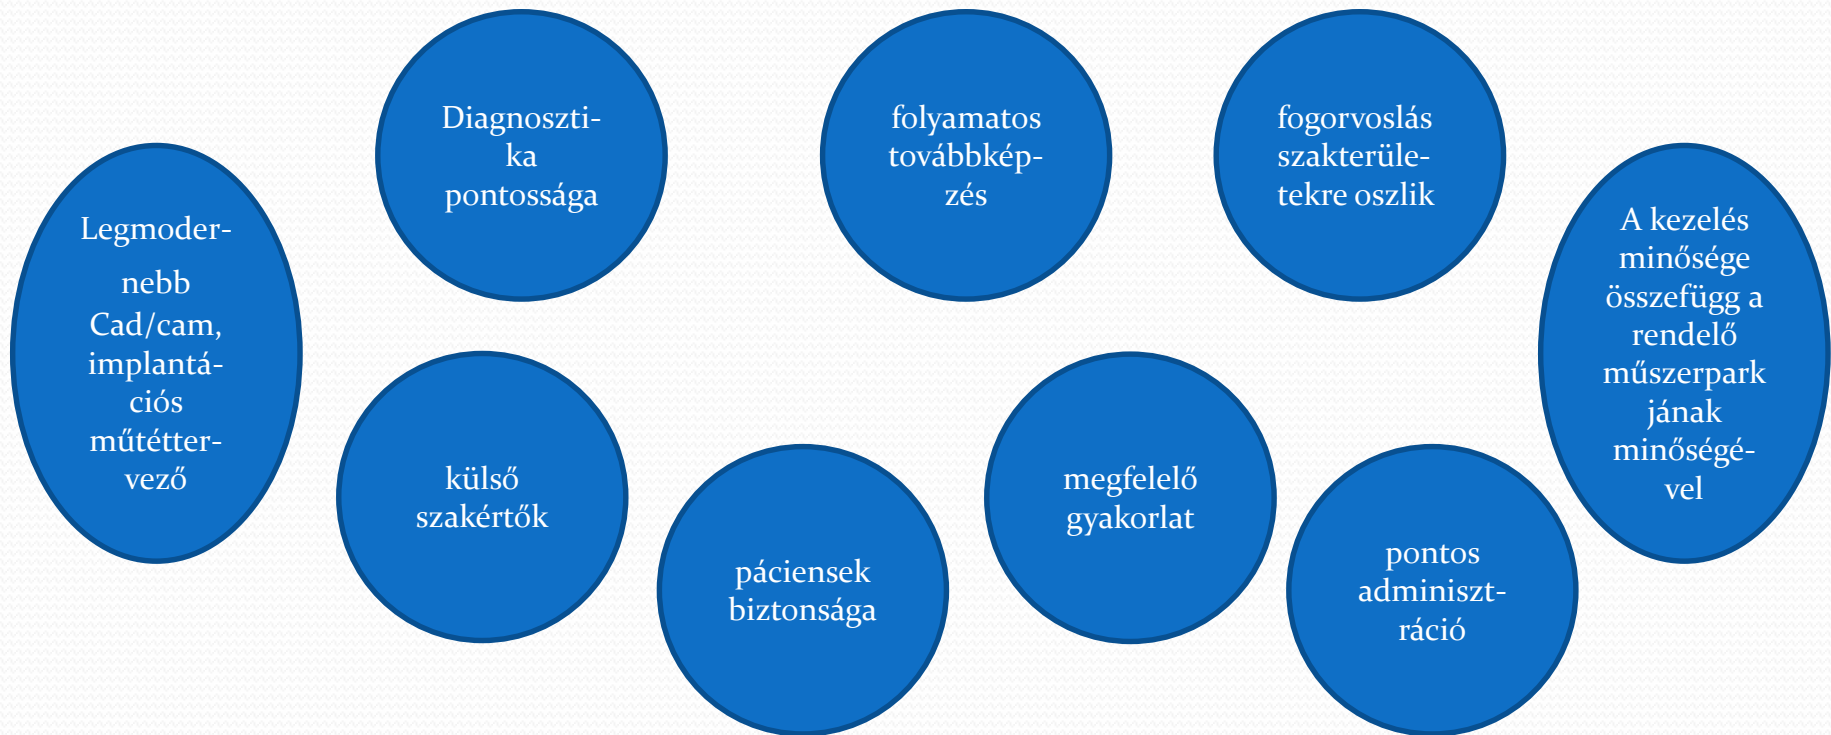 Legmoder-
nebb
Cad/cam,
implantá-
ciós
műtétter-
vező
Diagnoszti-
ka
pontossága
folyamatos
továbbkép-
zés
fogorvoslás
szakterüle-
tekre oszlik
A kezelés
minősége
összefügg a
rendelő
műszerpark
jának
minőségé-
vel
külső
szakértők
páciensek
biztonsága
megfelelő
gyakorlat
pontos
adminiszt-
ráció